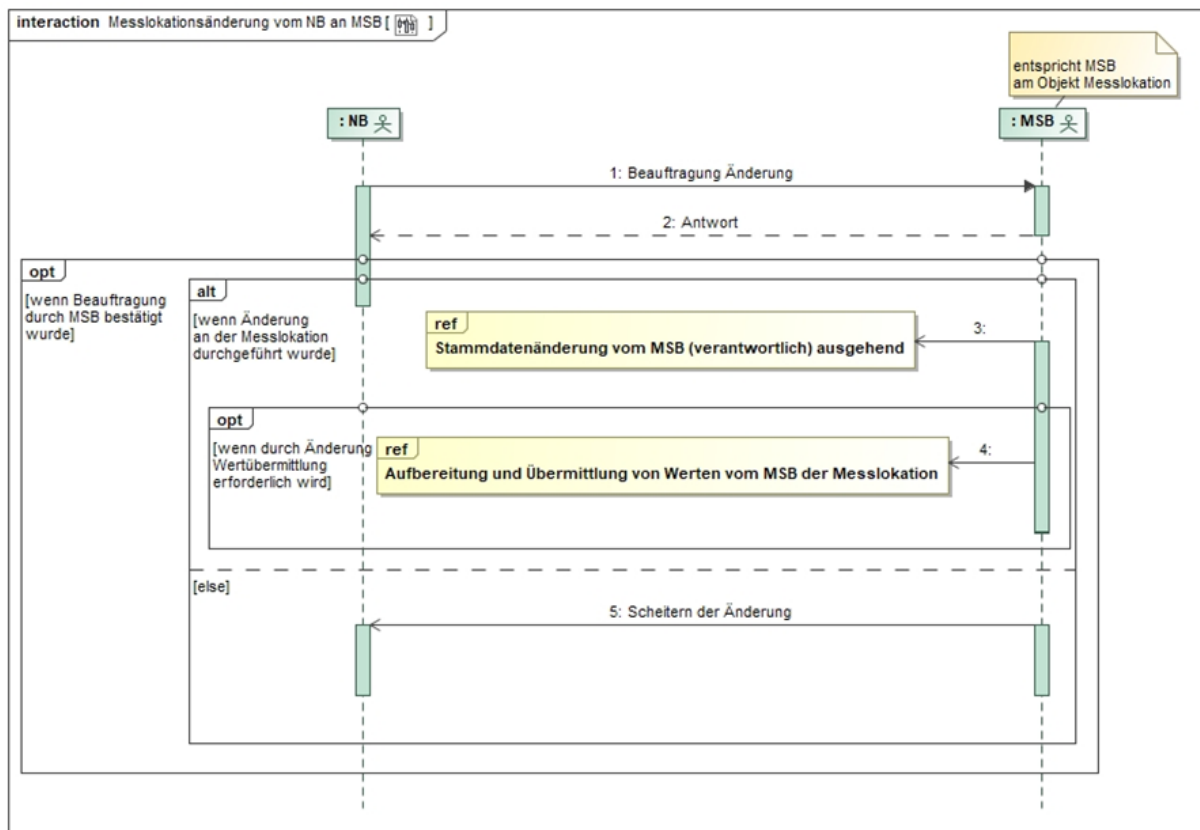 interaction Messlokationsänderung vom NB an MSB [ ]
entspricht MSB
am Objekt Messlokation
: NB
: MSB
1: Beauftragung Änderung
2: Antwort
opt
[wenn Beauftragung
durch MSB bestätigt
wurde]
alt
[wenn Änderung
an der Messlokation
durchgeführt wurde]
ref
Stammdatenänderung vom MSB (verantwortlich) ausgehend
3:
opt
[wenn durch Änderung
Wertübermittlung
erforderlich wird]
ref
Aufbereitung und Übermittlung von Werten vom MSB der Messlokation
4:
[else]
5: Scheitern der Änderung